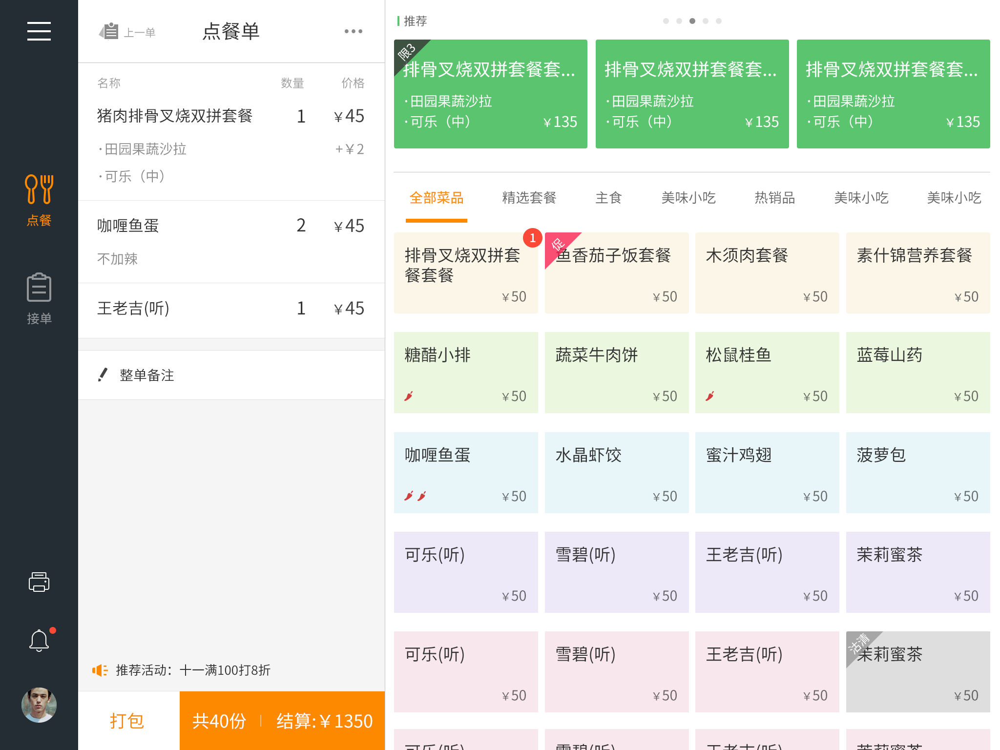 点餐
接单
上一单
点餐单
名称 数量 价格
猪肉排骨叉烧双拼套餐 1 ¥45
·田园果蔬沙拉 +¥2
·可乐（中）
咖喱鱼蛋 2 ¥45
不加辣
王老吉(听) 1 ¥45
整单备注
推荐活动：十一满100打8折
打包
共40份 结算:¥1350
推荐
限3
排骨叉烧双拼套餐套...
·田园果蔬沙拉
·可乐（中） ¥135
排骨叉烧双拼套餐套...
·田园果蔬沙拉
·可乐（中） ¥135
排骨叉烧双拼套餐套...
·田园果蔬沙拉
·可乐（中） ¥135
全部菜品 精选套餐 主食 美味小吃 热销品 美味小吃 美味小吃
1
排骨叉烧双拼套
餐套餐
¥50
促
鱼香茄子饭套餐
¥50
木须肉套餐
¥50
素什锦营养套餐
¥50
糖醋小排
¥50
蔬菜牛肉饼
¥50
松鼠桂鱼
¥50
蓝莓山药
¥50
咖喱鱼蛋
¥50
水晶虾饺
¥50
蜜汁鸡翅
¥50
菠萝包
¥50
可乐(听)
¥50
雪碧(听)
¥50
王老吉(听)
¥50
茉莉蜜茶
¥50
可乐(听)
¥50
雪碧(听)
¥50
王老吉(听)
¥50
沽清
茉莉蜜茶
¥50
可乐(听)
雪碧(听)
王老吉(听)
茉莉蜜茶